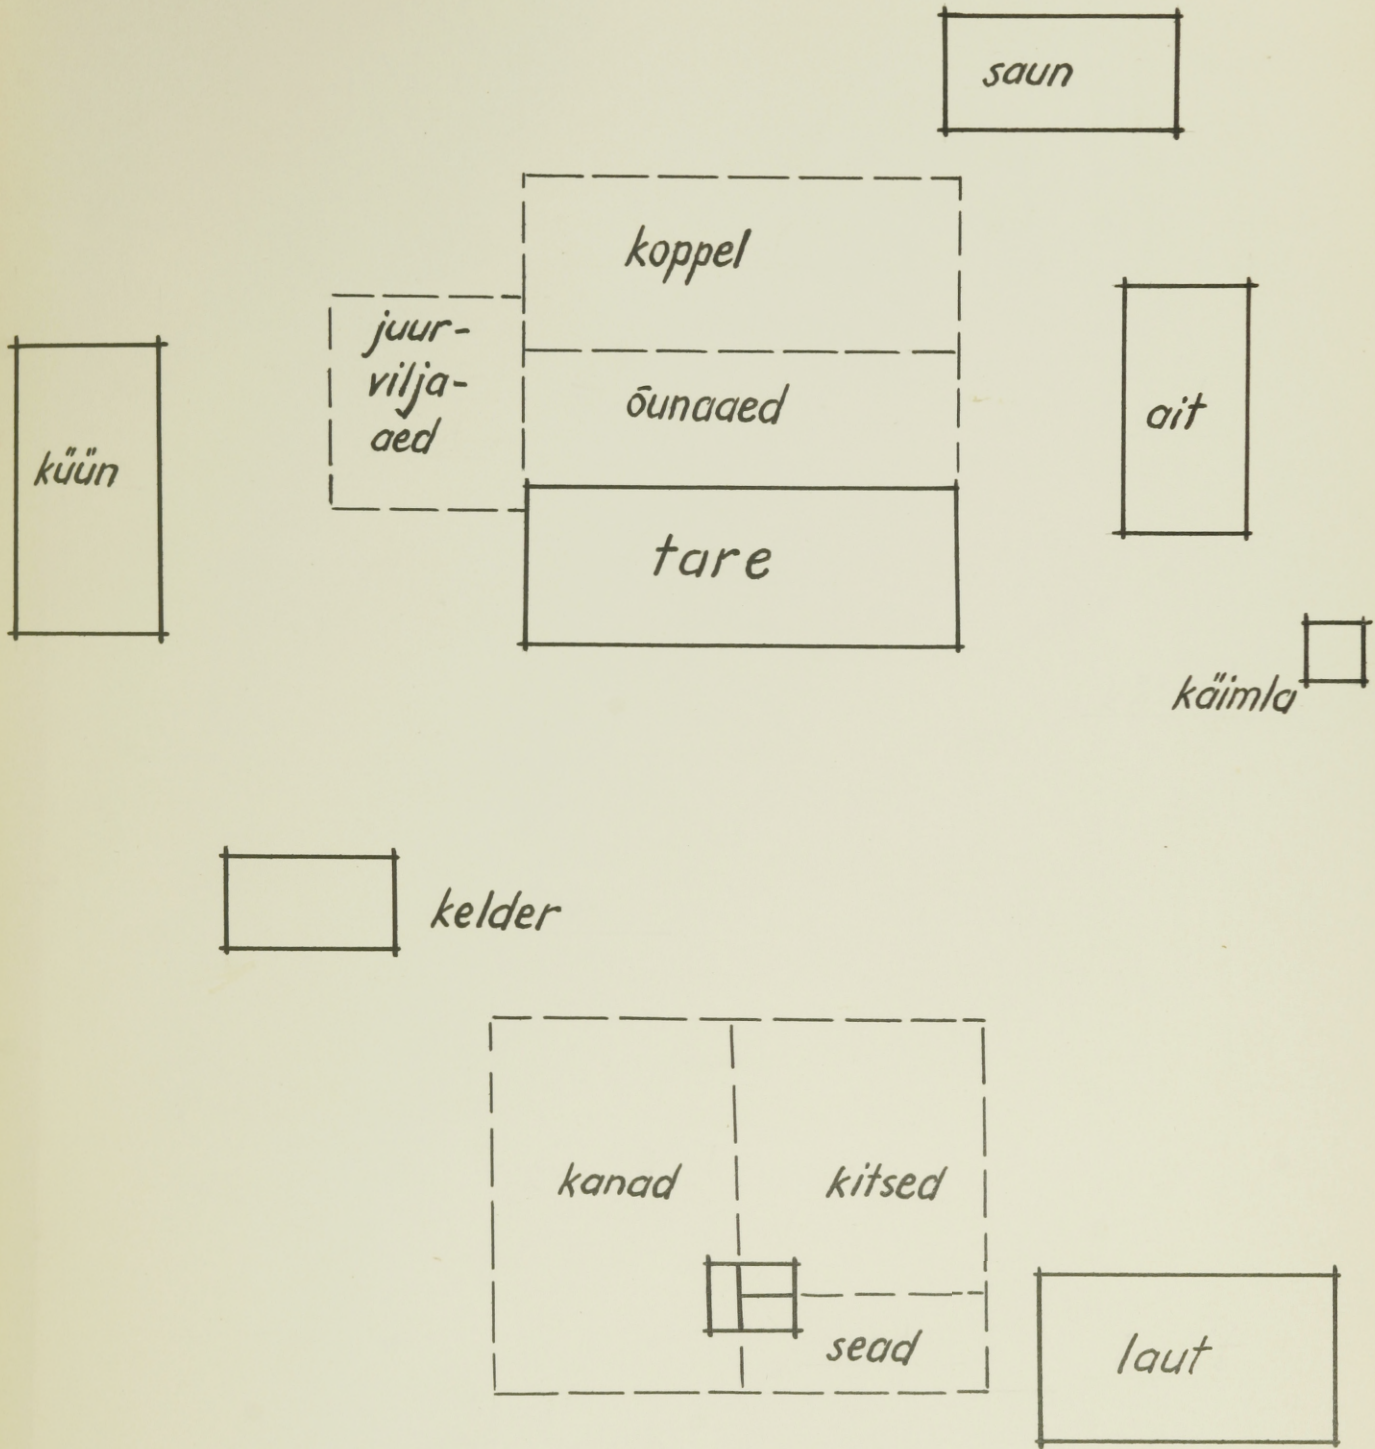 saun
koppel
juur-
vilja-
aed
õunaaed
ait
küün
tare
käimla
kelder
kanad
kitsed
sead
laut